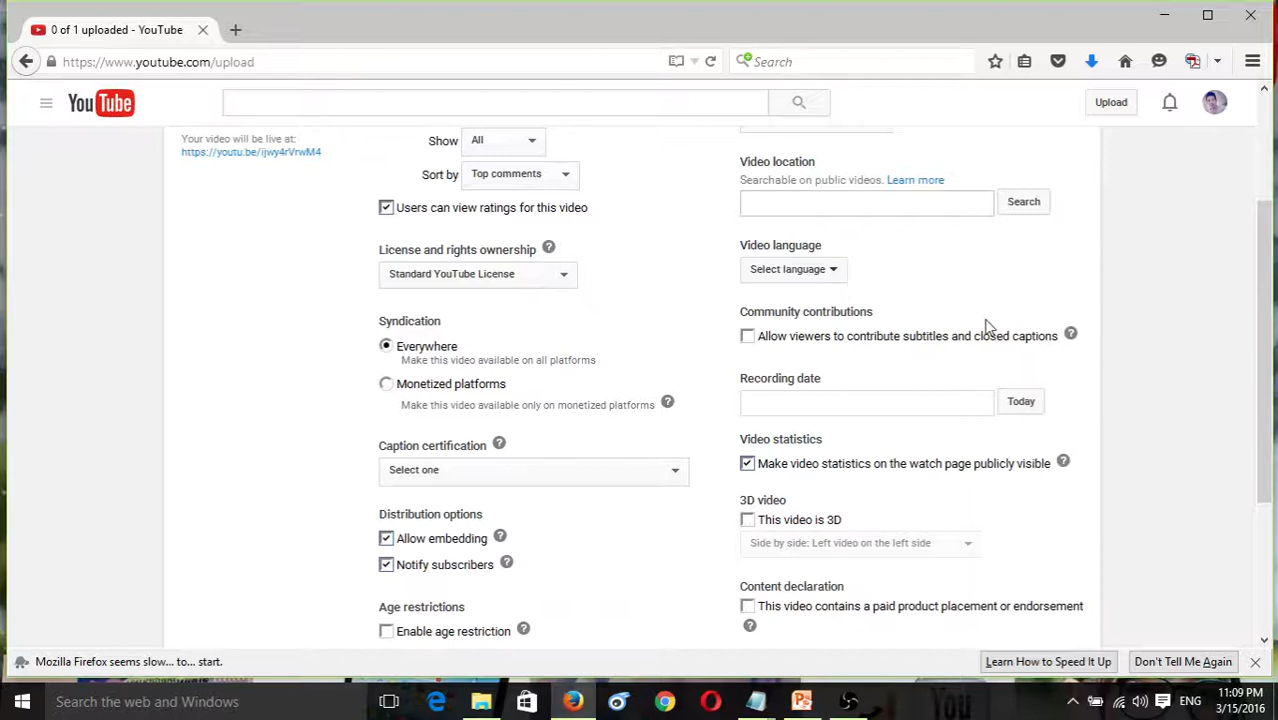 0 of 1 uploaded - YouTube
https://www.youtube.com/upload
Search
YouTube
Upload
Your video will be live at:
https://youtu.be/ijwy4rVrwM4
Show
All
Sort by
Top comments
Users can view ratings for this video
License and rights ownership ?
Standard YouTube License
Syndication
Everywhere
Make this video available on all platforms
Monetized platforms
Make this video available only on monetized platforms ?
Caption certification ?
Select one
Distribution options
Allow embedding ?
Notify subscribers ?
Age restrictions
Enable age restriction ?
Video location
Searchable on public videos. Learn more
Search
Video language
Select language
Community contributions
Allow viewers to contribute subtitles and closed captions ?
Recording date
Today
Video statistics
Make video statistics on the watch page publicly visible ?
3D video
This video is 3D
Side by side: Left video on the left side
Content declaration
This video contains a paid product placement or endorsement
?
Mozilla Firefox seems slow... to... start.
Learn How to Speed It Up
Don't Tell Me Again
Search the web and Windows
ENG
11:09 PM
3/15/2016